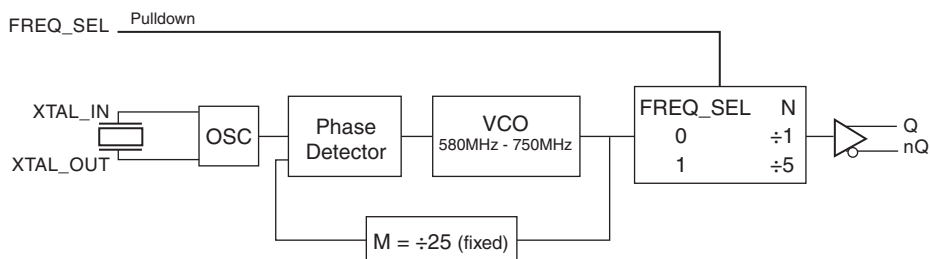 FREQ_SEL Pulldown
XTAL_IN
XTAL_OUT
OSC
Phase
Detector
VCO
580MHz - 750MHz
FREQ_SEL N
0 ÷1
1 ÷5
Q
nQ
M = ÷25 (fixed)